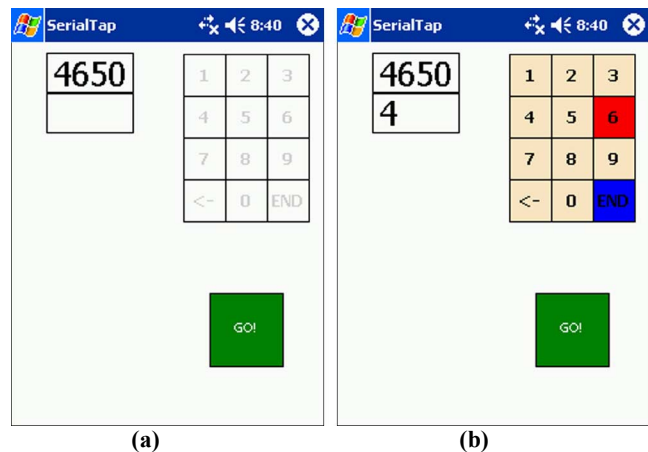 SerialTap 8:40
4650
1 2 3
4 5 6
7 8 9
<- 0 END
GO!
(a)
SerialTap 8:40
4650
4
1 2 3
4 5 6
7 8 9
<- 0 END
GO!
(b)